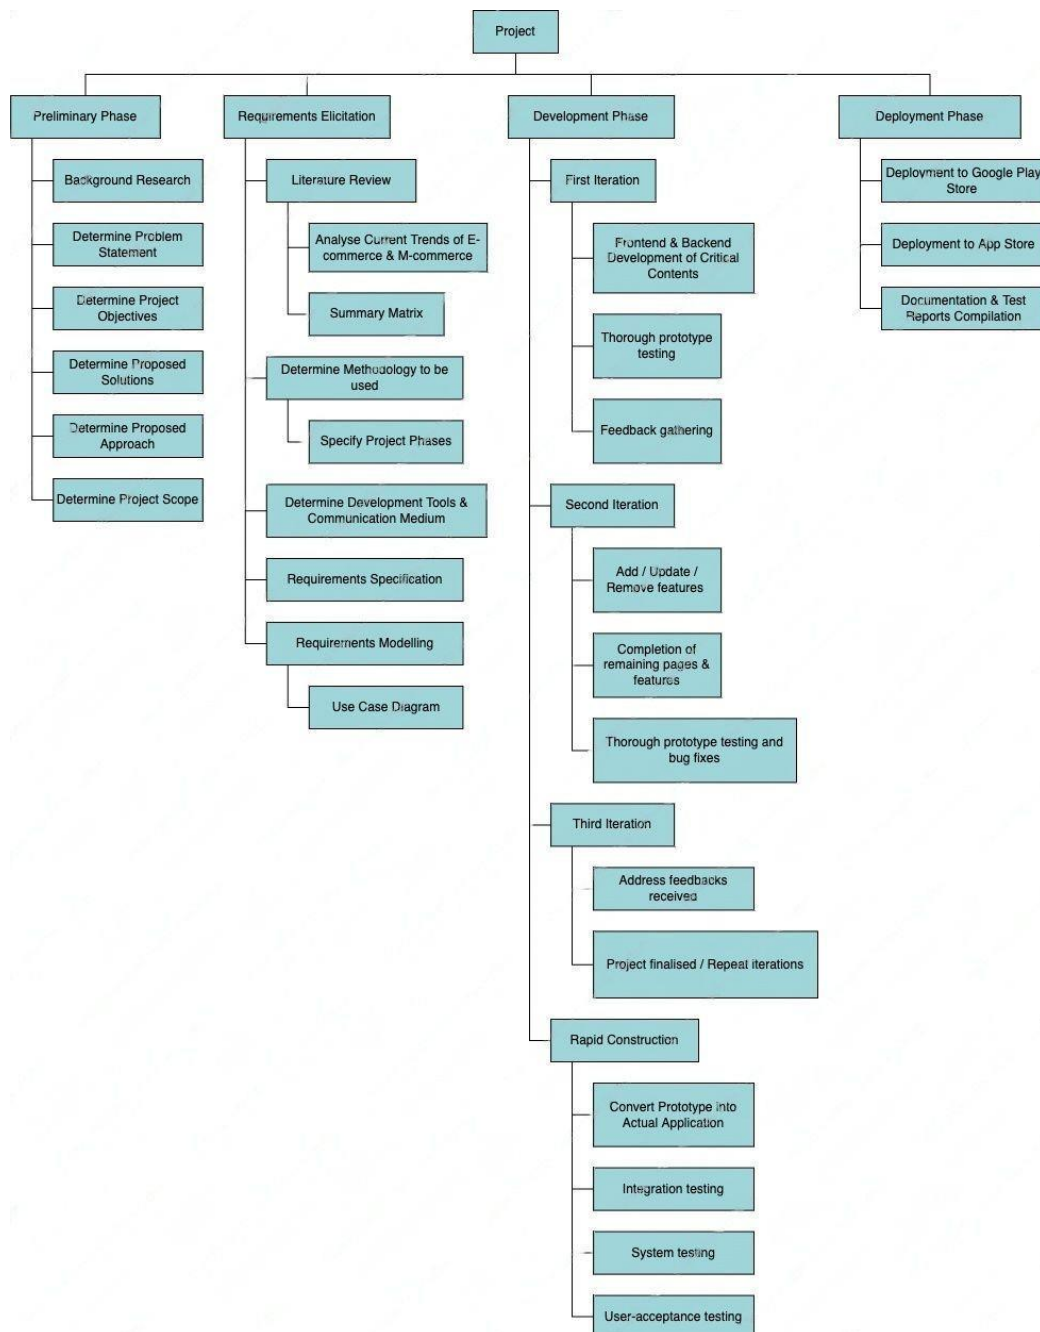 Project
Preliminary Phase
Background Research
Determine Problem
Statement
Determine Project
Objectives
Determine Proposed
Solutions
Determine Proposed
Approach
Determine Project Scope
Requirements Elicitation
Literature Review
Analyse Current Trends of E-
commerce & M-commerce
Summary Matrix
Determine Methodology to be
used
Specify Project Phases
Determine Development Tools &
Communication Medium
Requirements Specification
Requirements Modelling
Use Case Diagram
Development Phase
First Iteration
Frontend & Backend
Development of Critical
Contents
Thorough prototype
testing
Feedback gathering
Second Iteration
Add / Update /
Remove features
Completion of
remaining pages &
features
Thorough prototype testing and
bug fixes
Third Iteration
Address feedbacks
received
Project finalised / Repeat iterations
Rapid Construction
Convert Prototype into
Actual Application
Integration testing
System testing
User-acceptance testing
Deployment Phase
Deployment to Google Play
Store
Deployment to App Store
Documentation & Test
Reports Compilation